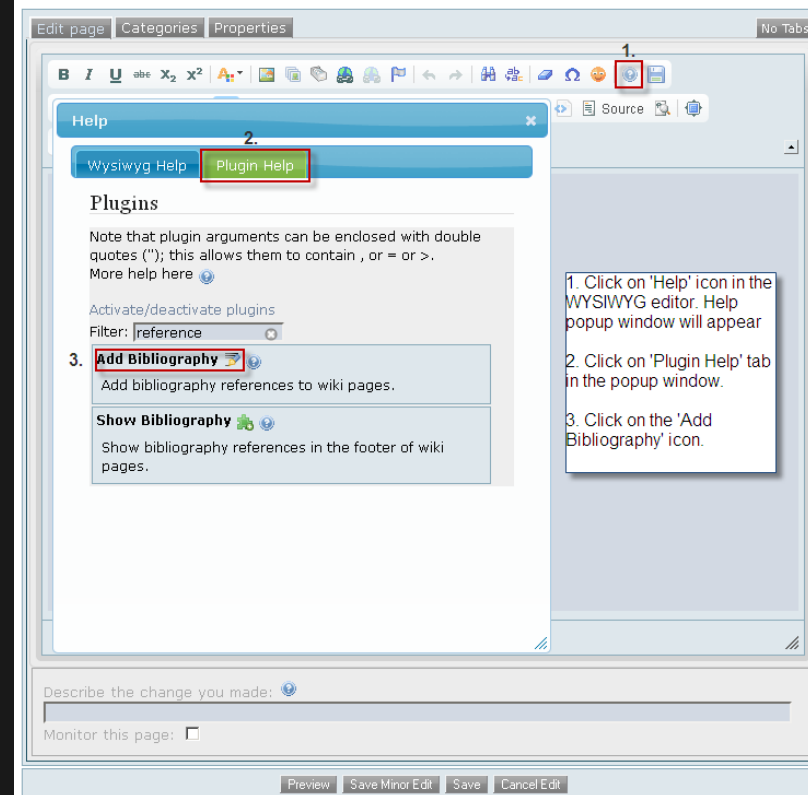 Edit page Categories Properties No Tabs
1.
B I U abc X2 X² A Ω
Source
Help
2.
Wysiwyg Help Plugin Help
Plugins
Note that plugin arguments can be enclosed with double
quotes ("); this allows them to contain , or = or >.
More help here
Activate/deactivate plugins
Filter: reference
3. Add Bibliography
Add bibliography references to wiki pages.
Show Bibliography
Show bibliography references in the footer of wiki
pages.
1. Click on 'Help' icon in the
WYSIWYG editor. Help
popup window will appear
2. Click on 'Plugin Help' tab
in the popup window.
3. Click on the 'Add
Bibliography' icon.
Describe the change you made:
Monitor this page:
Preview Save Minor Edit Save Cancel Edit